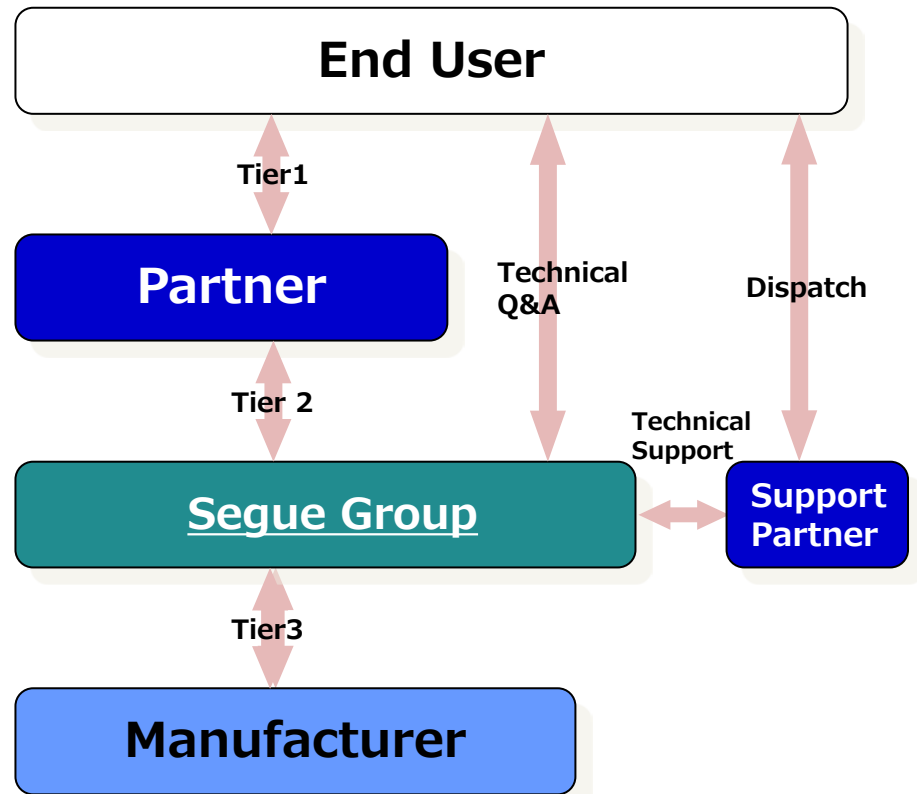 End User
Tier1
Partner
Technical
Q&A
Dispatch
Tier 2
Technical
Support
Segue Group
Support
Partner
Tier3
Manufacturer